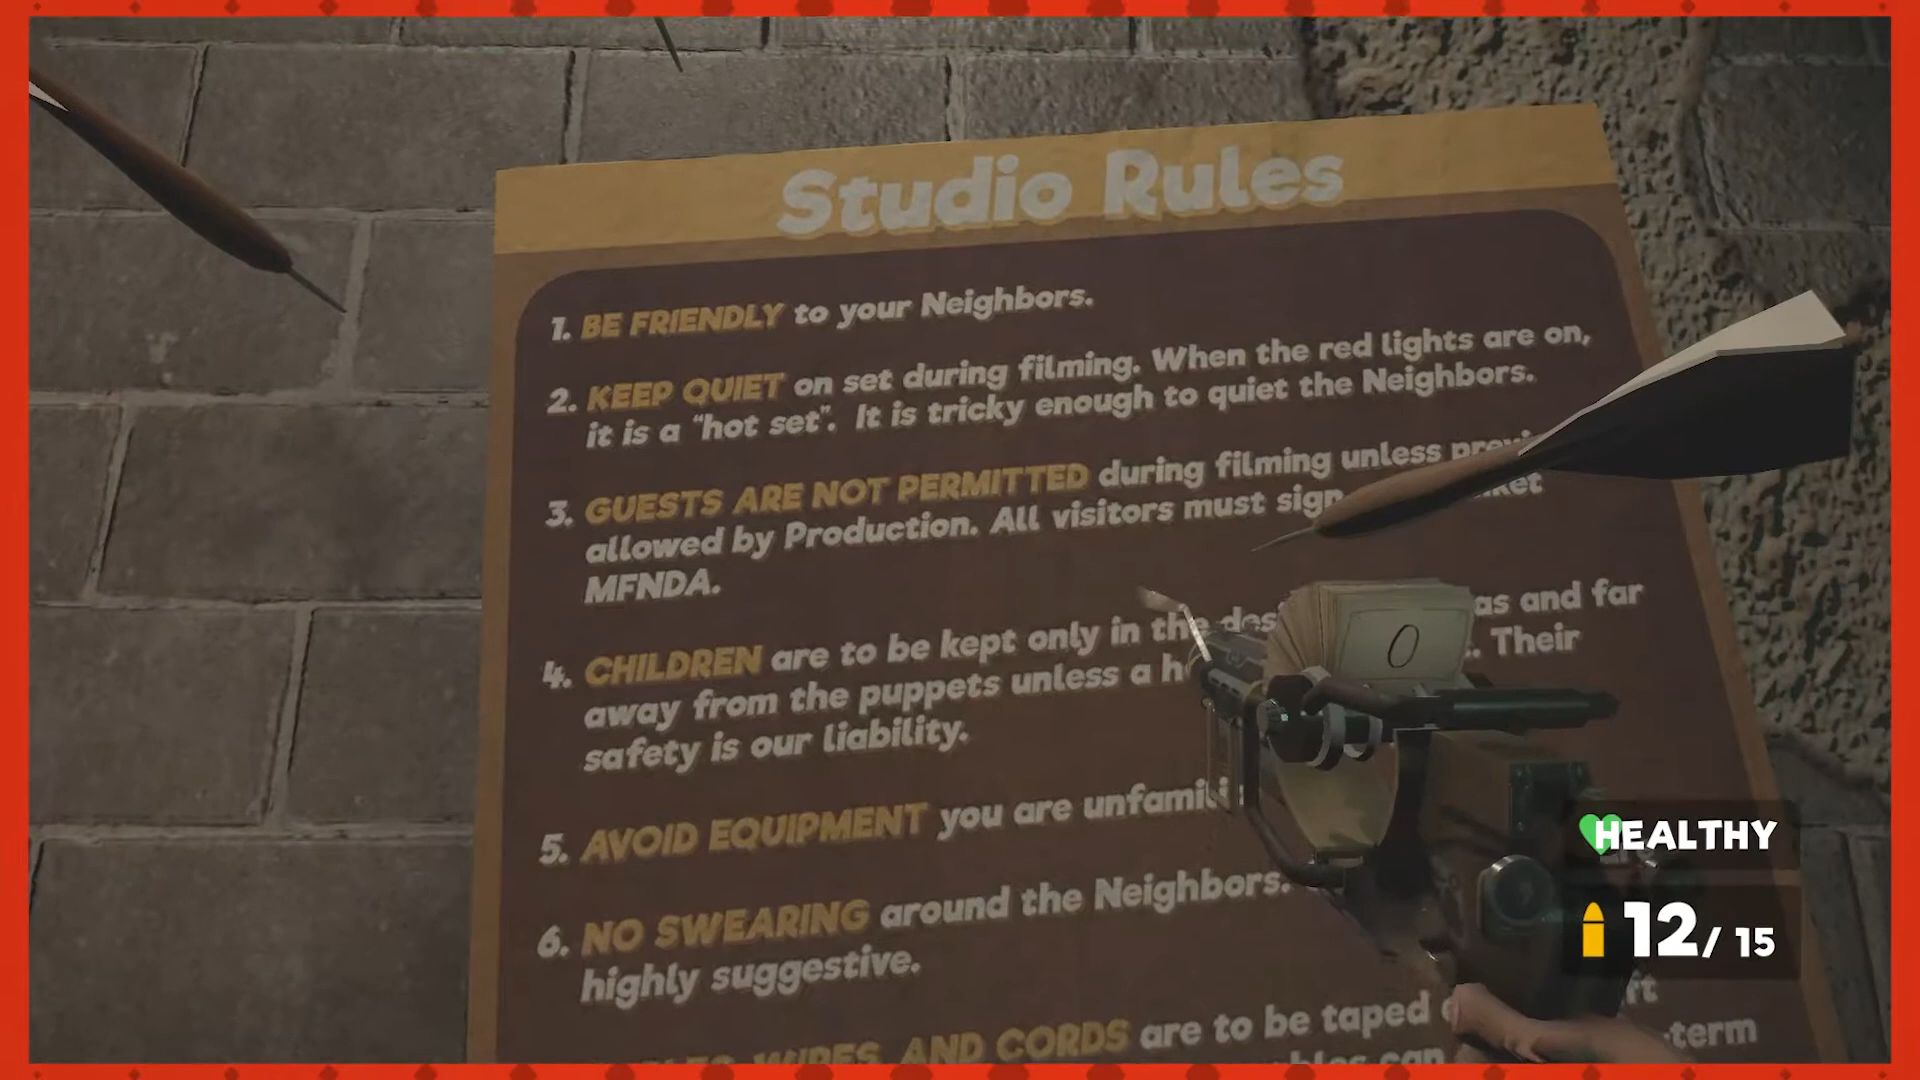 Studio Rules
1. BE FRIENDLY to your Neighbors.
2. KEEP QUIET on set during filming. When the red lights are on,
it is a "hot set". It is tricky enough to quiet the Neighbors.
3. GUESTS ARE NOT PERMITTED during filming unless
allowed by Production. All visitors must sign
MFNDA.
4. CHILDREN are to be kept only in the as and far
away from the puppets unless a Their
safety is our liability.
5. AVOID EQUIPMENT you are
6. NO SWEARING around the Neighbors.
highly suggestive.
AND CORDS are to be taped
-term
can
0
HEALTHY
12/ 15